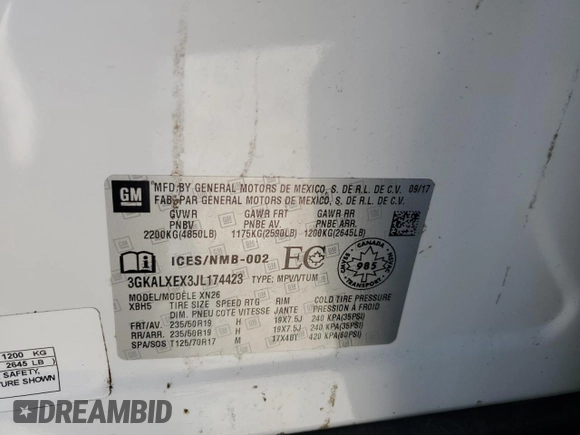 GM
MFD.BY GENERAL MOTORS DE MEXICO, S. DE R.L. DE C.V. 09/17
FAB.PAR GENERAL MOTORS DE MEXICO, S. DE R.L. DE C.V.
GVWR GAWR FRT GAWR RR
PNBV PNBE AV. PNBE AR.
2200KG(4850LB) 1175KG(2590LB) 1200KG(2645LB)
ICES/NMB-002 EC CANADA 985 TRANSPORT
3GKALXEX3JL174423 TYPE: MPV/VTUM
MODEL/MODÈLE XN26
XBH5 TIRE SIZE SPEED RTG RIM COLD TIRE PRESSURE
DIM. PNEU COTE VITESSE JANTE PRESSION À FROID
FRT/AV. 235/50R19 H 19X7.5J 240 KPA(35PSI)
RR/ARR. 235/50R19 H 19X7.5J 240 KPA(35PSI)
SPA/SOS T125/70R17 17X4BT 420 KPA(60PSI)
1200 KG
2645 LB)
SAFETY,
TURE SHOWN
DREAMBID